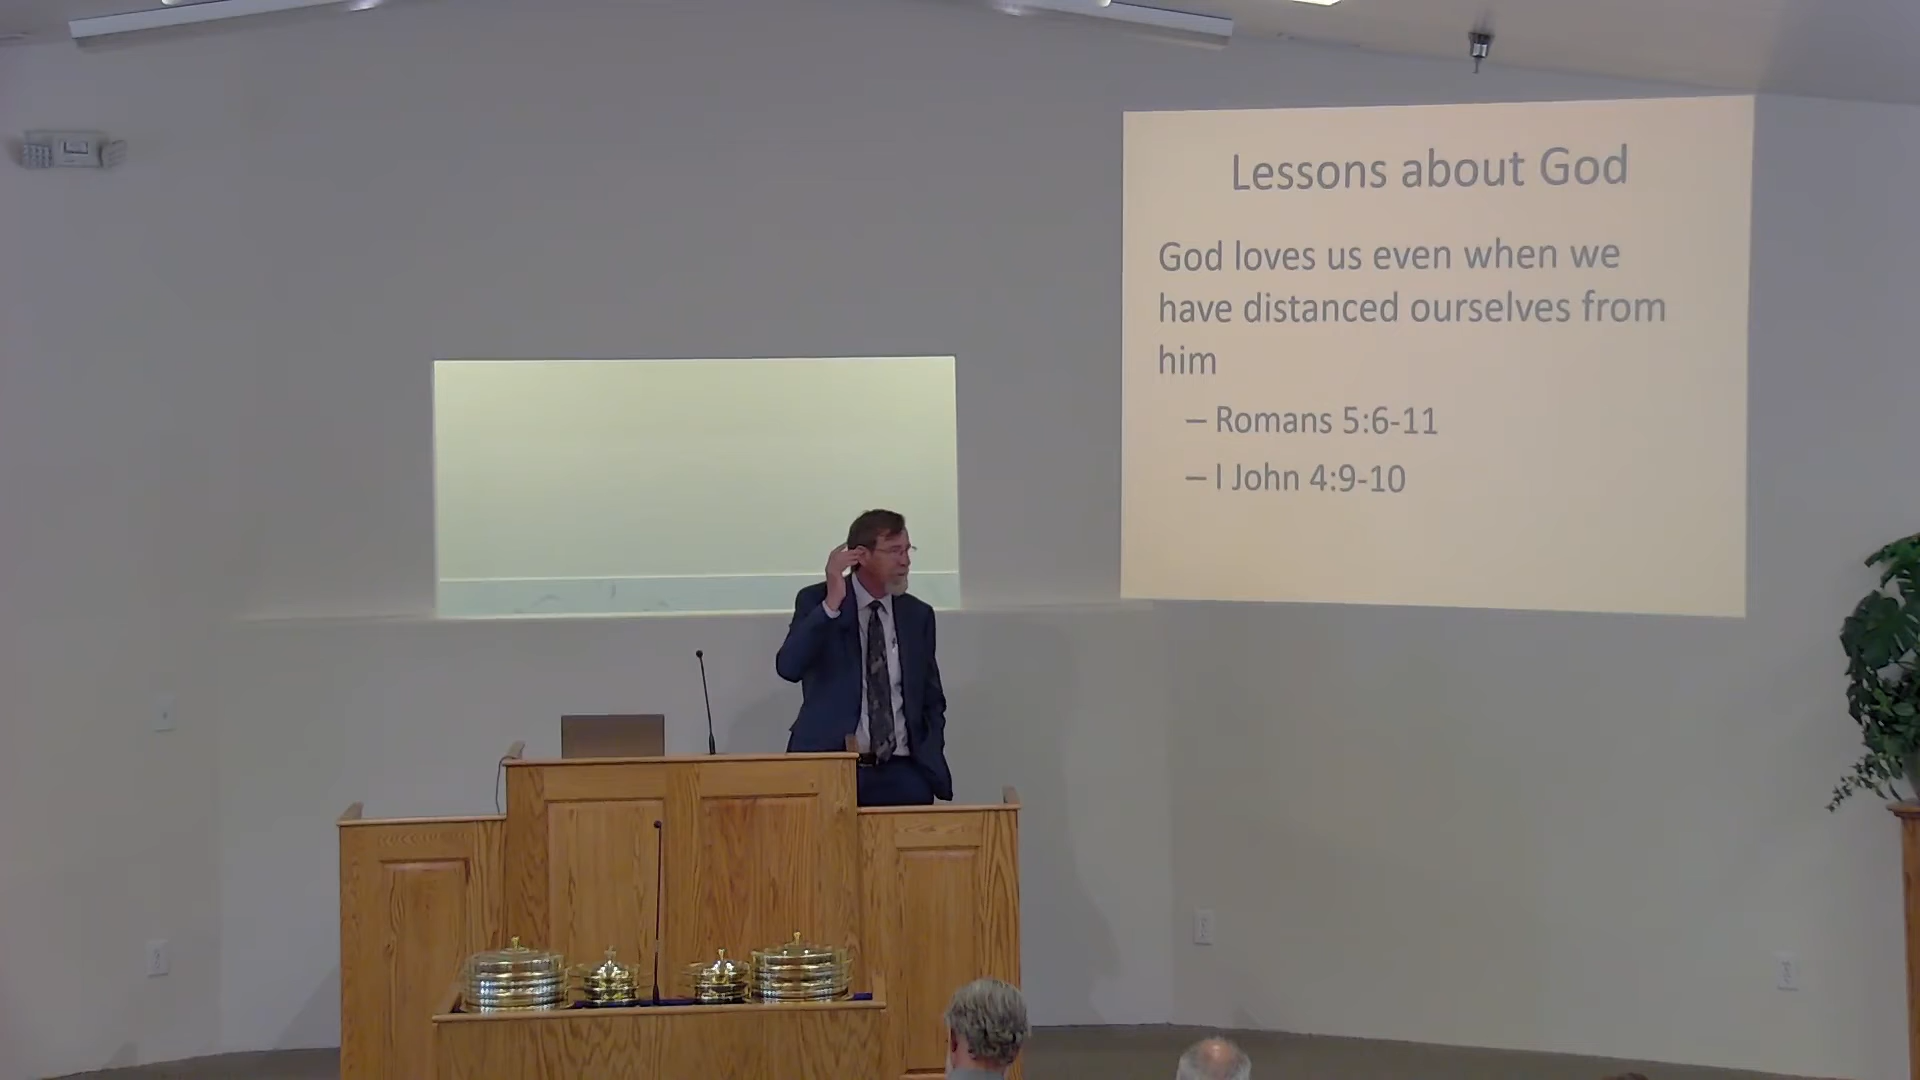 Lessons about God
God loves us even when we
have distanced ourselves from
him
– Romans 5:6-11
– I John 4:9-10